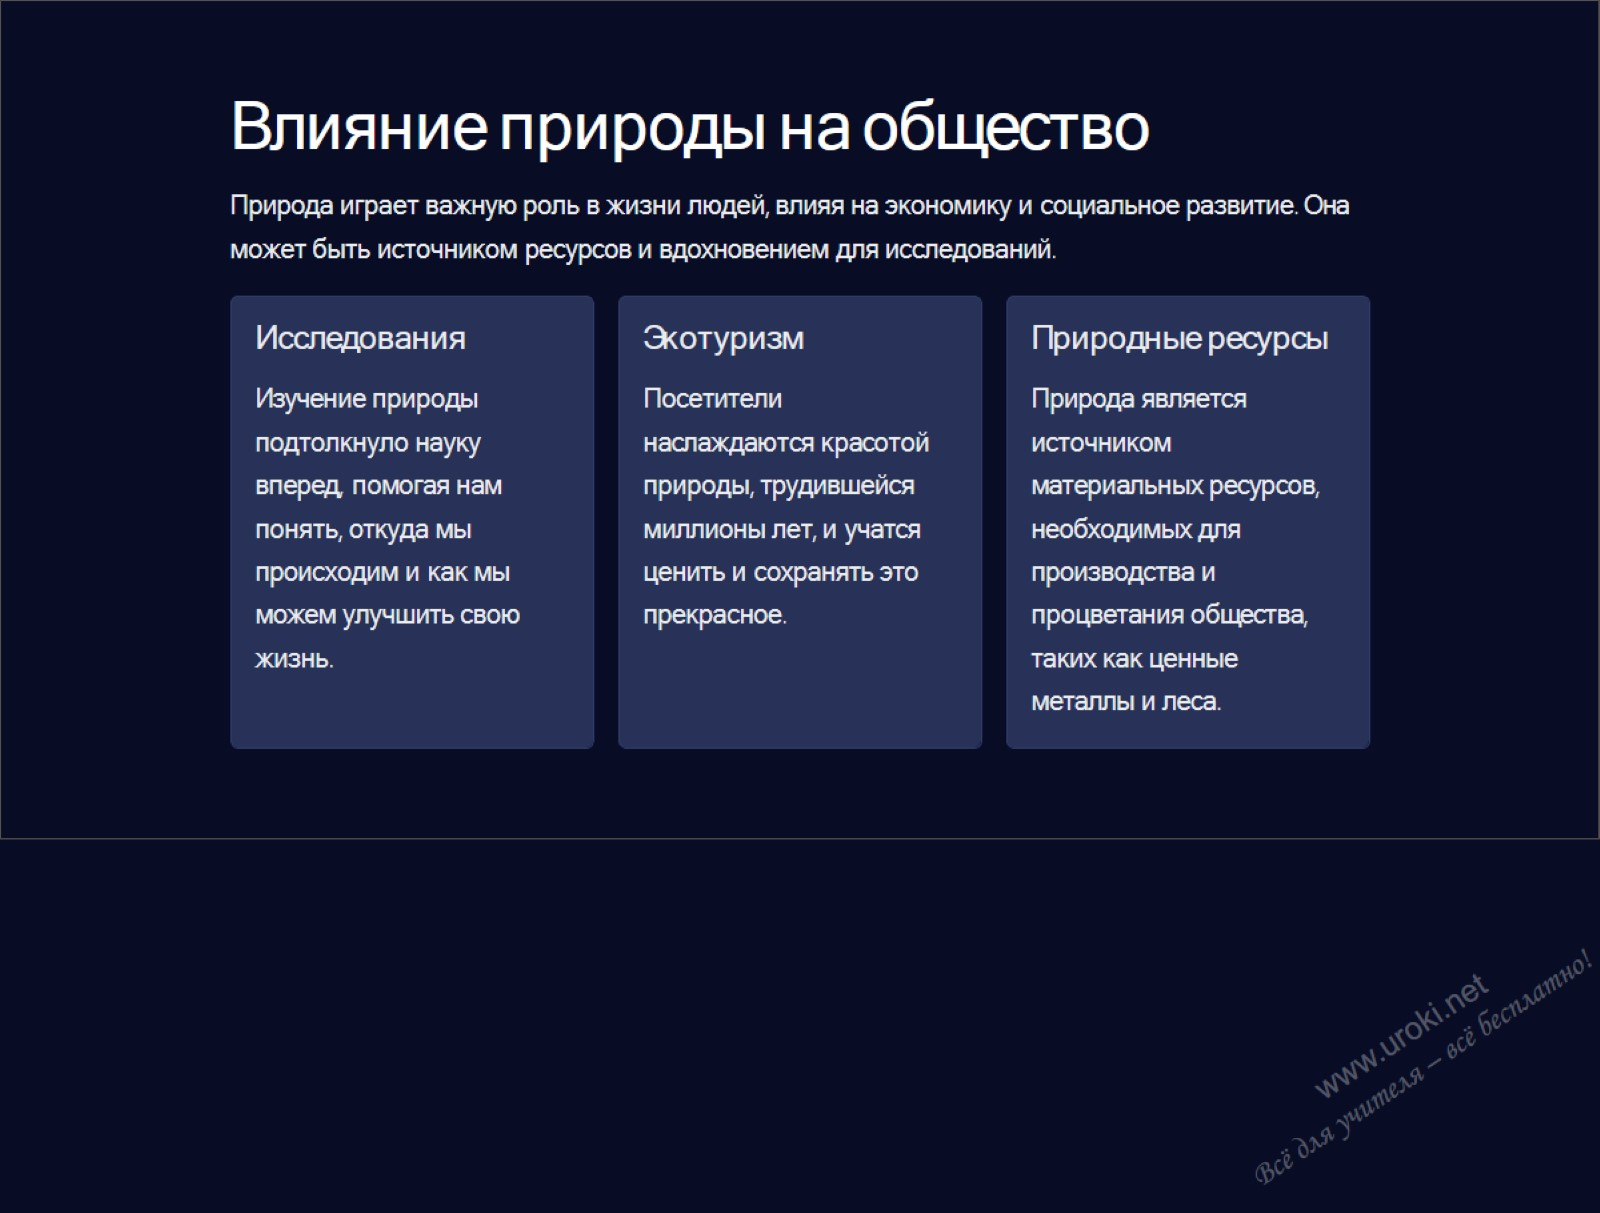 Влияние природы на общество
Природа играет важную роль в жизни людей, влияя на экономику и социальное развитие. Она
может быть источником ресурсов и вдохновением для исследований.
Исследования
Изучение природы
подтолкнуло науку
вперед, помогая нам
понять, откуда мы
происходим и как мы
можем улучшить свою
жизнь.
Экотуризм
Посетители
наслаждаются красотой
природы, трудившейся
миллионы лет, и учатся
ценить и сохранять это
прекрасное.
Природные ресурсы
Природа является
источником
материальных ресурсов,
необходимых для
производства и
процветания общества,
таких как ценные
металлы и леса.
www.uroki.net
Всё для учителя – всё бесплатно!